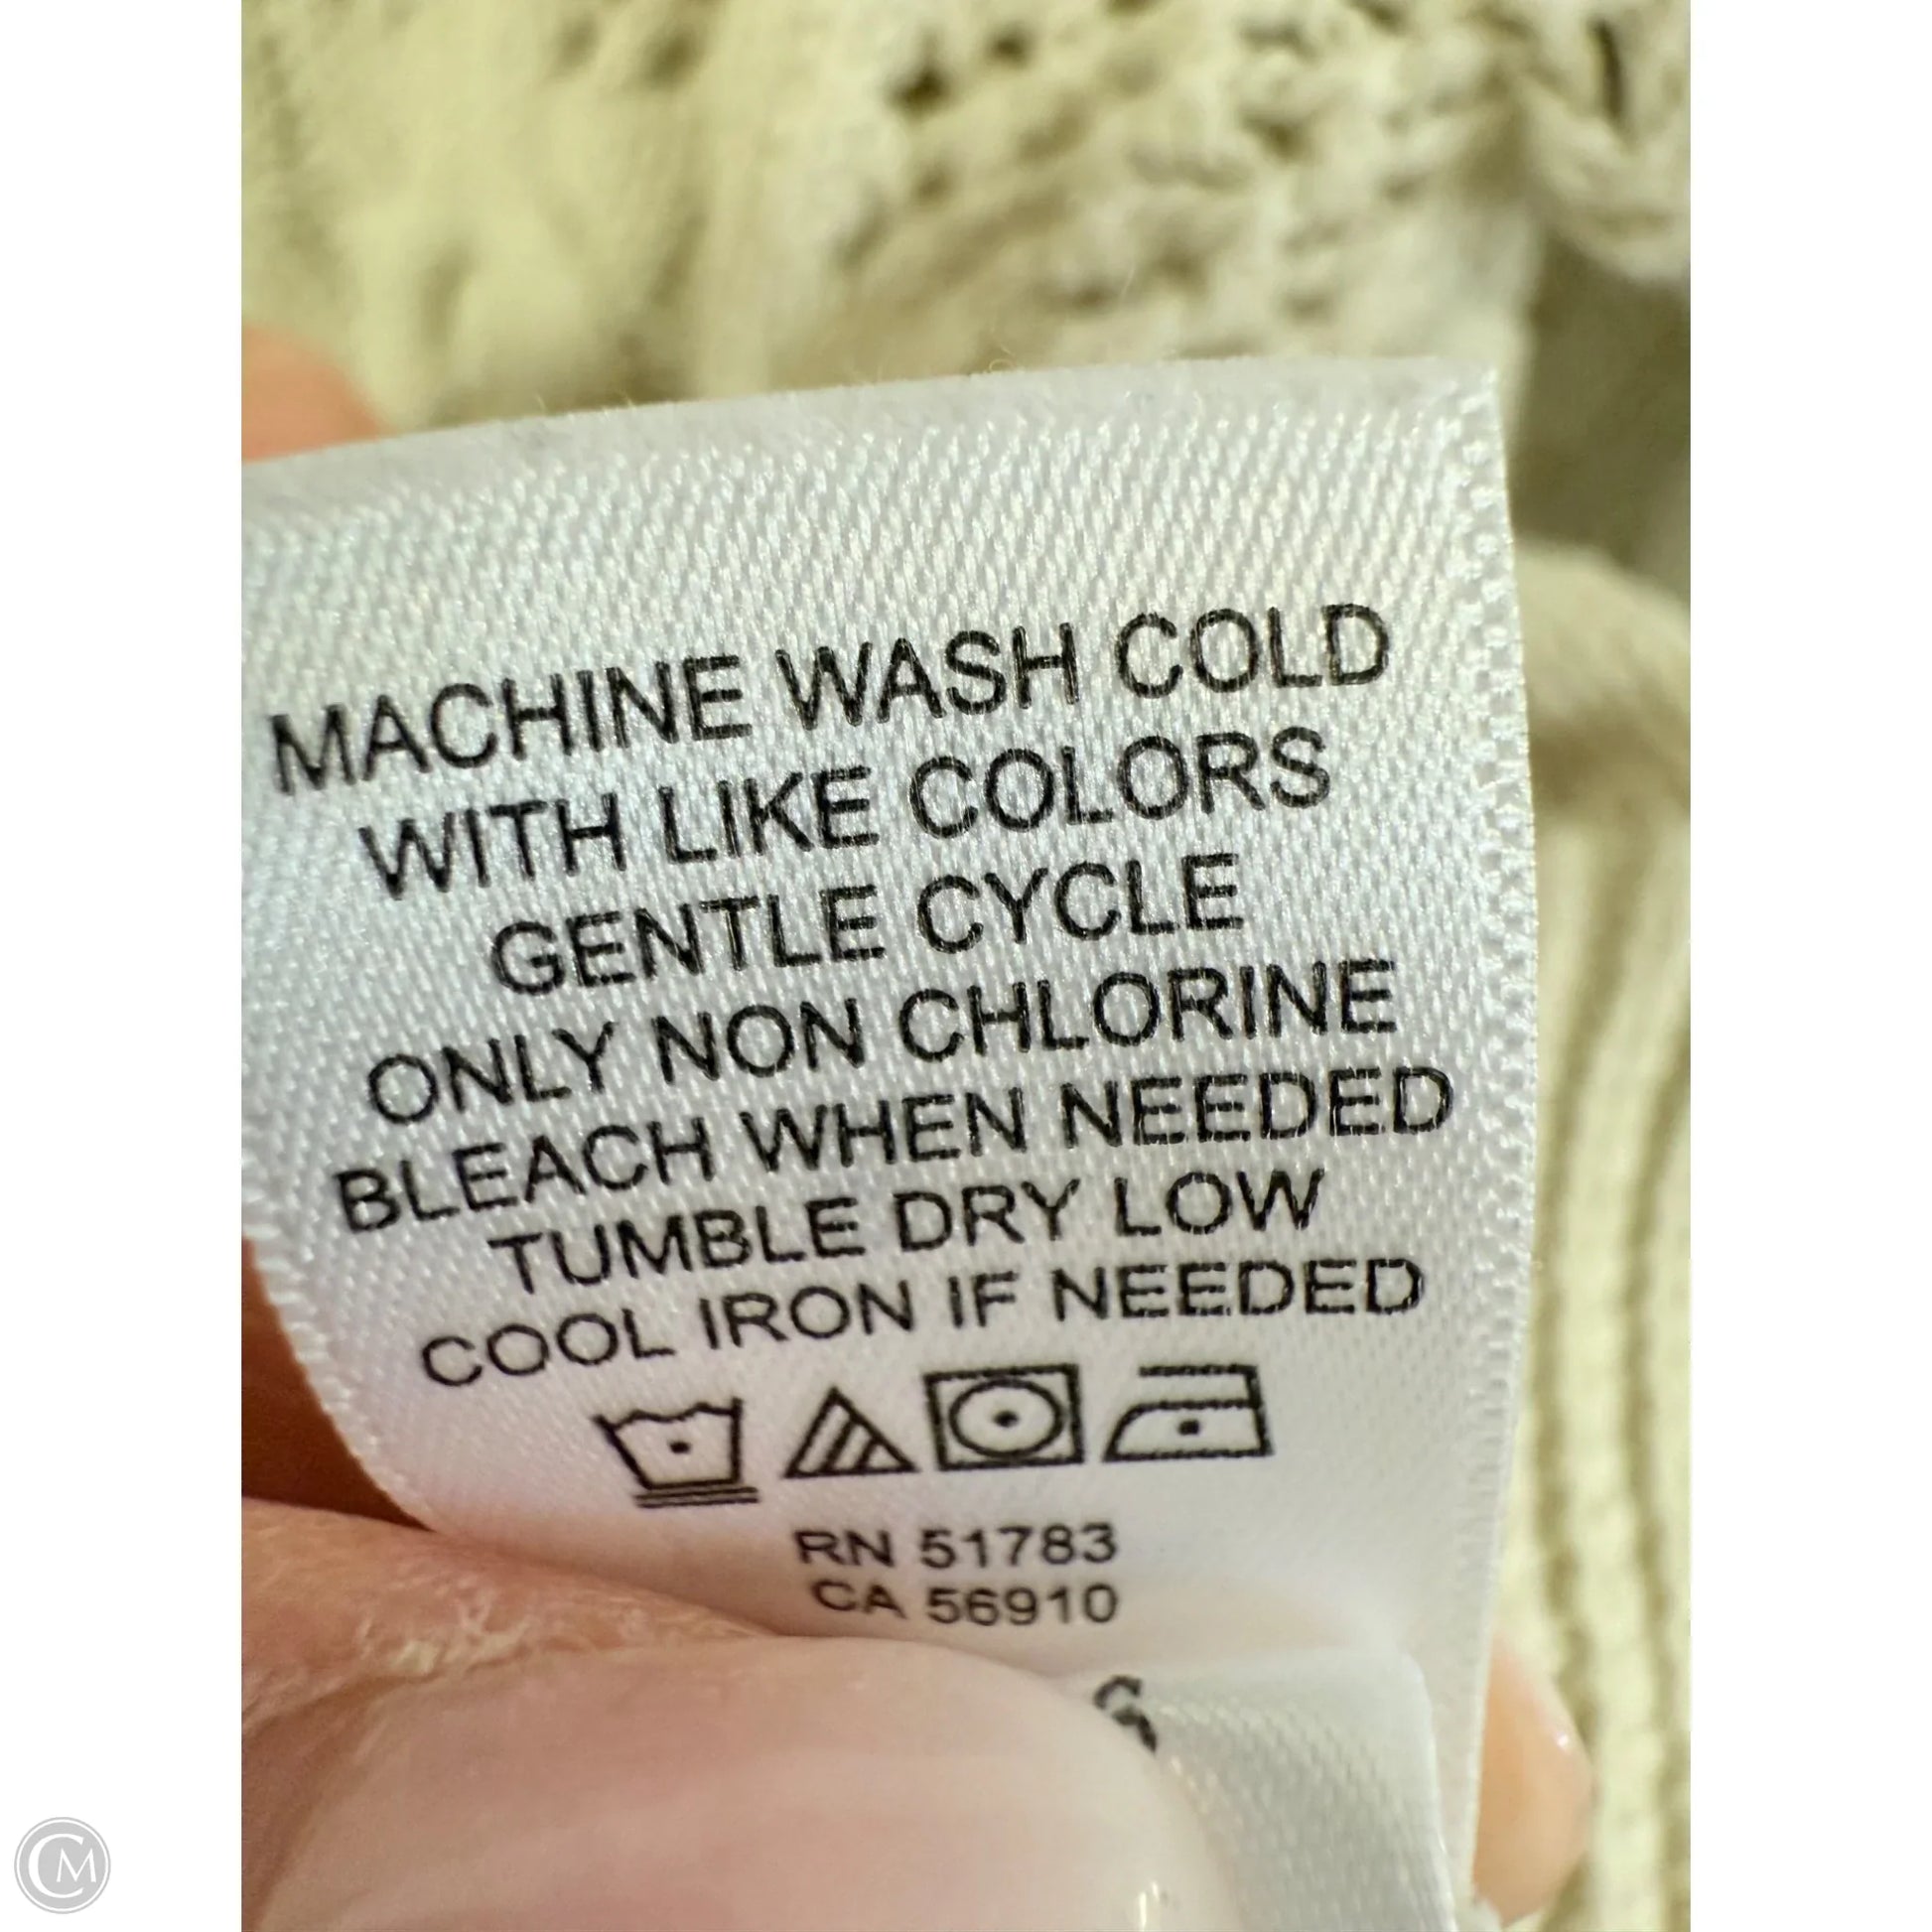 MACHINE WASH COLD
WITH LIKE COLORS
GENTLE CYCLE
ONLY NON CHLORINE
BLEACH WHEN NEEDED
TUMBLE DRY LOW
COOL IRON IF NEEDED
RN 51783
CA 56910
CM